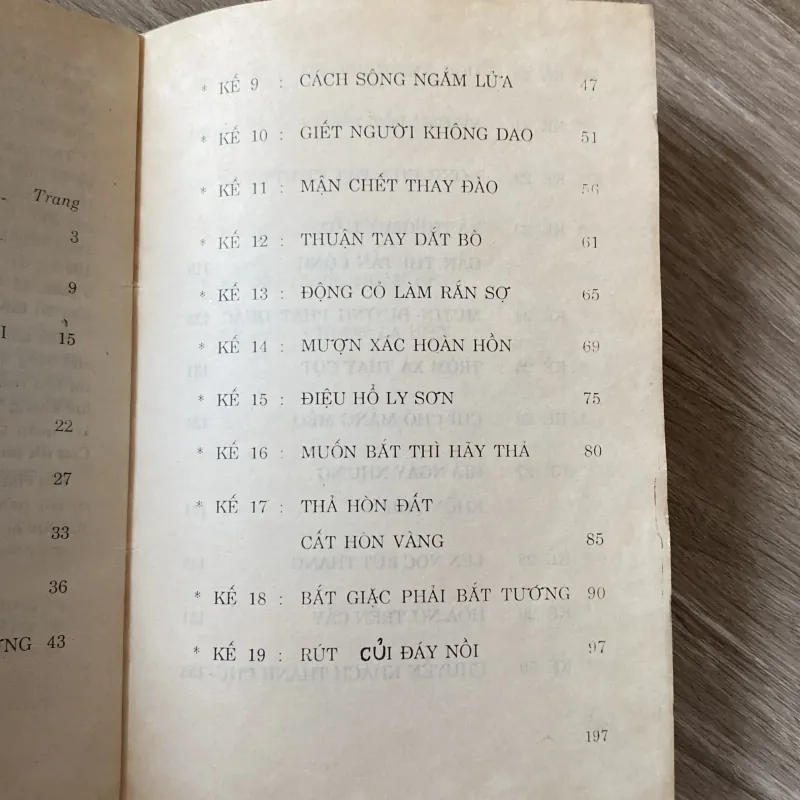 Trang
3
9
I 15
22
27
33
36
ƯNG 43
* KẾ 9 : CÁCH SÔNG NGẮM LỬA 47
* KẾ 10 : GIẾT NGƯỜI KHÔNG DAO 51
* KẾ 11 : MẬN CHẾT THAY ĐÀO 56
* KẾ 12 : THUẬN TAY DẮT BÒ 61
* KẾ 13 : ĐỘNG CỎ LÀM RẮN SỢ 65
* KẾ 14 : MƯỢN XÁC HOÀN HỒN 69
* KẾ 15 : ĐIỆU HỔ LY SƠN 75
* KẾ 16 : MUỐN BẮT THÌ HÃY THẢ 80
* KẾ 17 : THẢ HÒN ĐẤT
CẤT HÒN VÀNG 85
* KẾ 18 : BẮT GIẶC PHẢI BẮT TƯỚNG 90
* KẾ 19 : RÚT CỦI ĐÁY NỒI 97
197